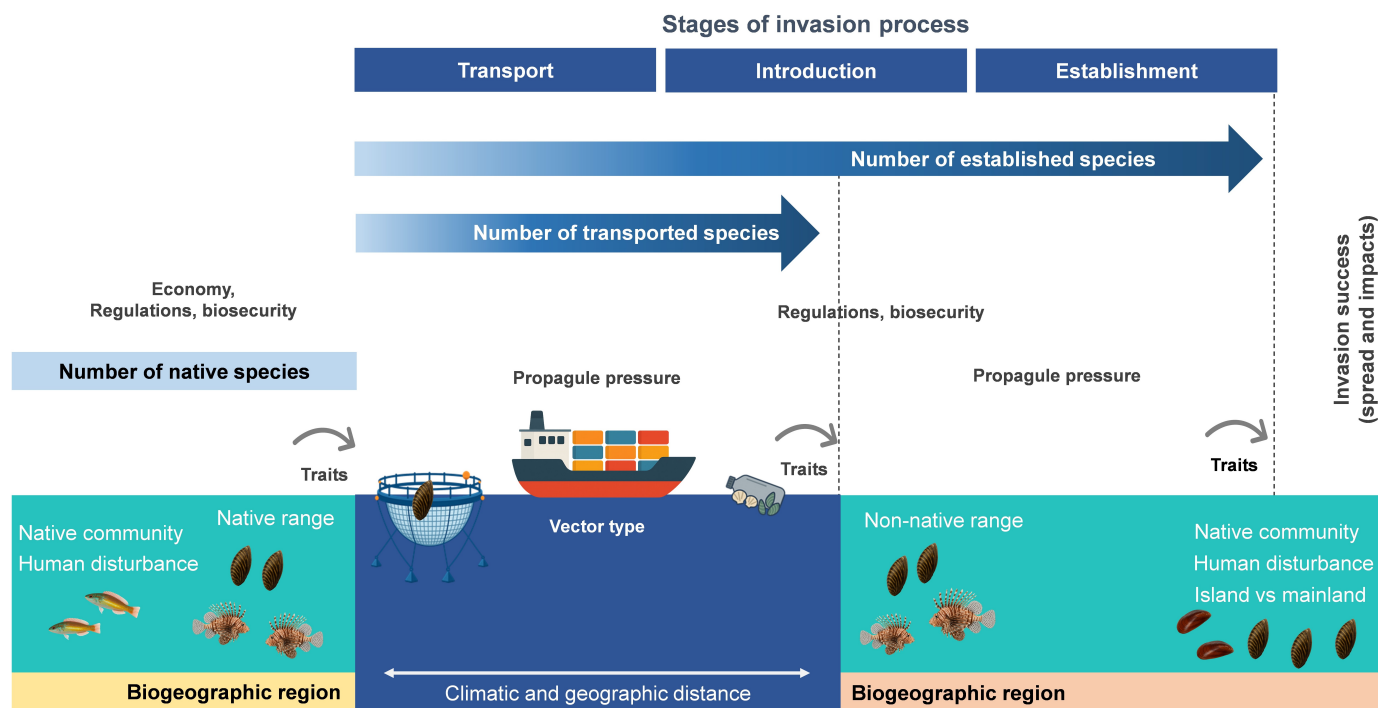 Stages of invasion process
Transport
Introduction
Establishment
Number of established species
Number of transported species
Economy,
Regulations, biosecurity
Regulations, biosecurity
Invasion success
(spread and impacts)
Number of native species
Propagule pressure
Propagule pressure
Traits
Traits
Traits
Native community
Human disturbance
Native range
Vector type
Non-native range
Native community
Human disturbance
Island vs mainland
Biogeographic region
Climatic and geographic distance
Biogeographic region